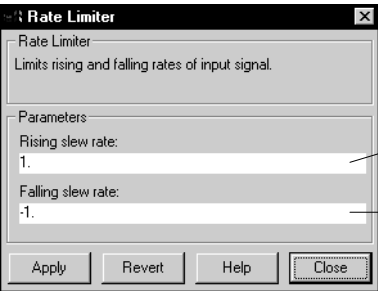 Rate Limiter
Rate Limiter
Limits rising and falling rates of input signal.
Parameters
Rising slew rate:
1.
Falling slew rate:
-1.
Apply Revert Help Close